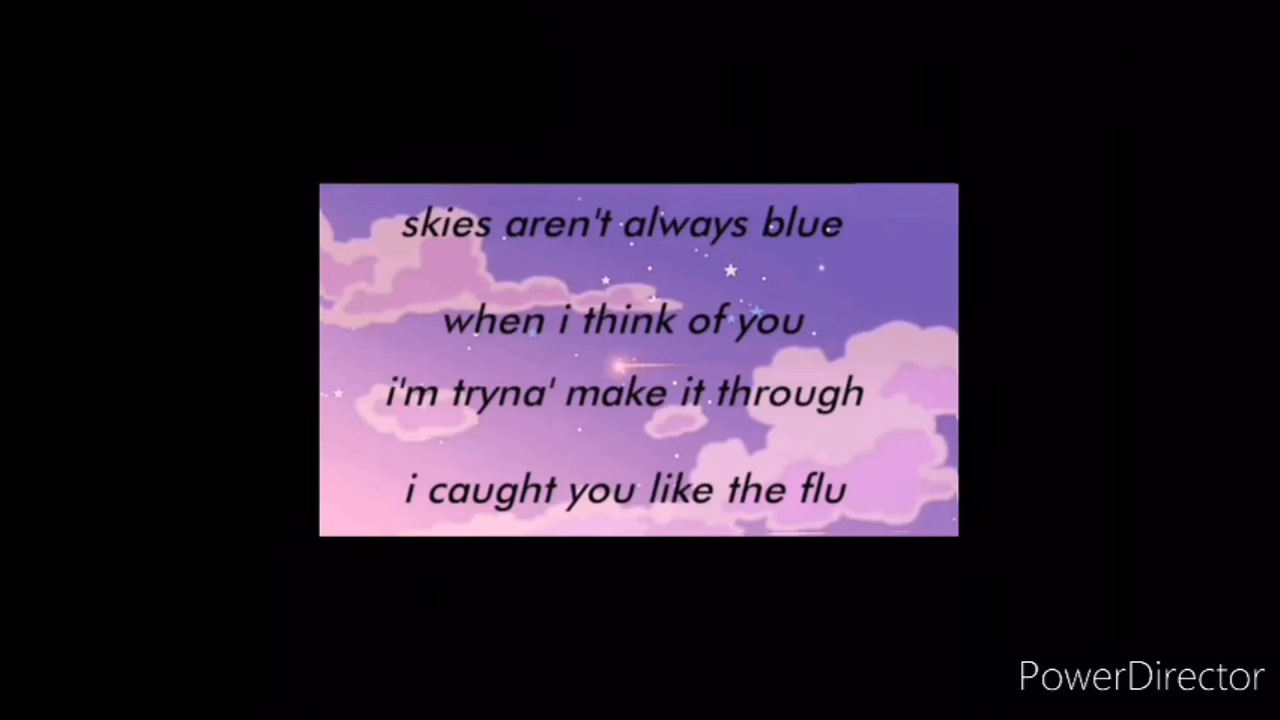 skies aren't always blue
when i think of you
i'm tryna' make it through
i caught you like the flu
PowerDirector